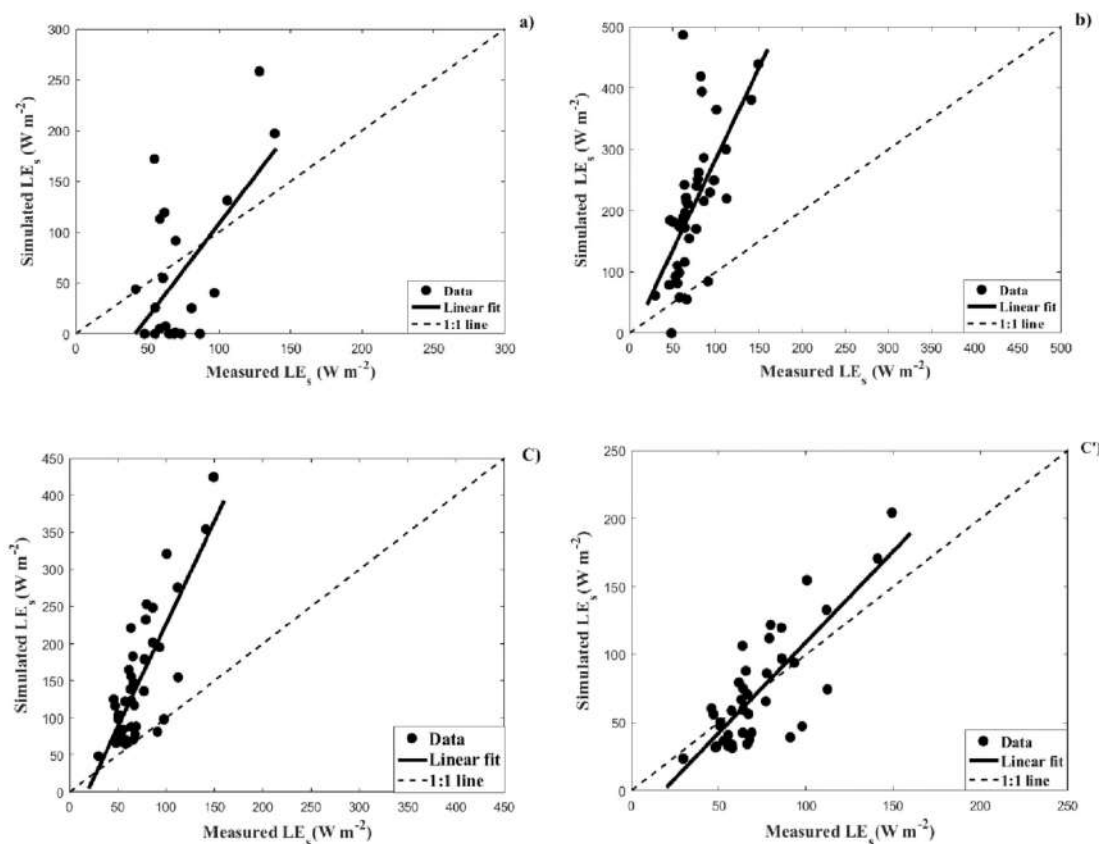 a)
300
250
200
150
100
50
0
0 50 100 150 200 250 300
Simulated LEs (W m-2)
Measured LEs (W m-2)
Data
Linear fit
1:1 line
b)
500
400
300
200
100
0
0 50 100 150 200 250 300 350 400 450 500
Simulated LEs (W m-2)
Measured LEs (W m-2)
Data
Linear fit
1:1 line
C)
450
400
350
300
250
200
150
100
50
0
0 50 100 150 200 250 300 350 400 450
Simulated LEs (W m-2)
Measured LEs (W m-2)
Data
Linear fit
1:1 line
C')
250
200
150
100
50
0
0 50 100 150 200 250
Simulated LEs (W m-2)
Measured LEs (W m-2)
Data
Linear fit
1:1 line